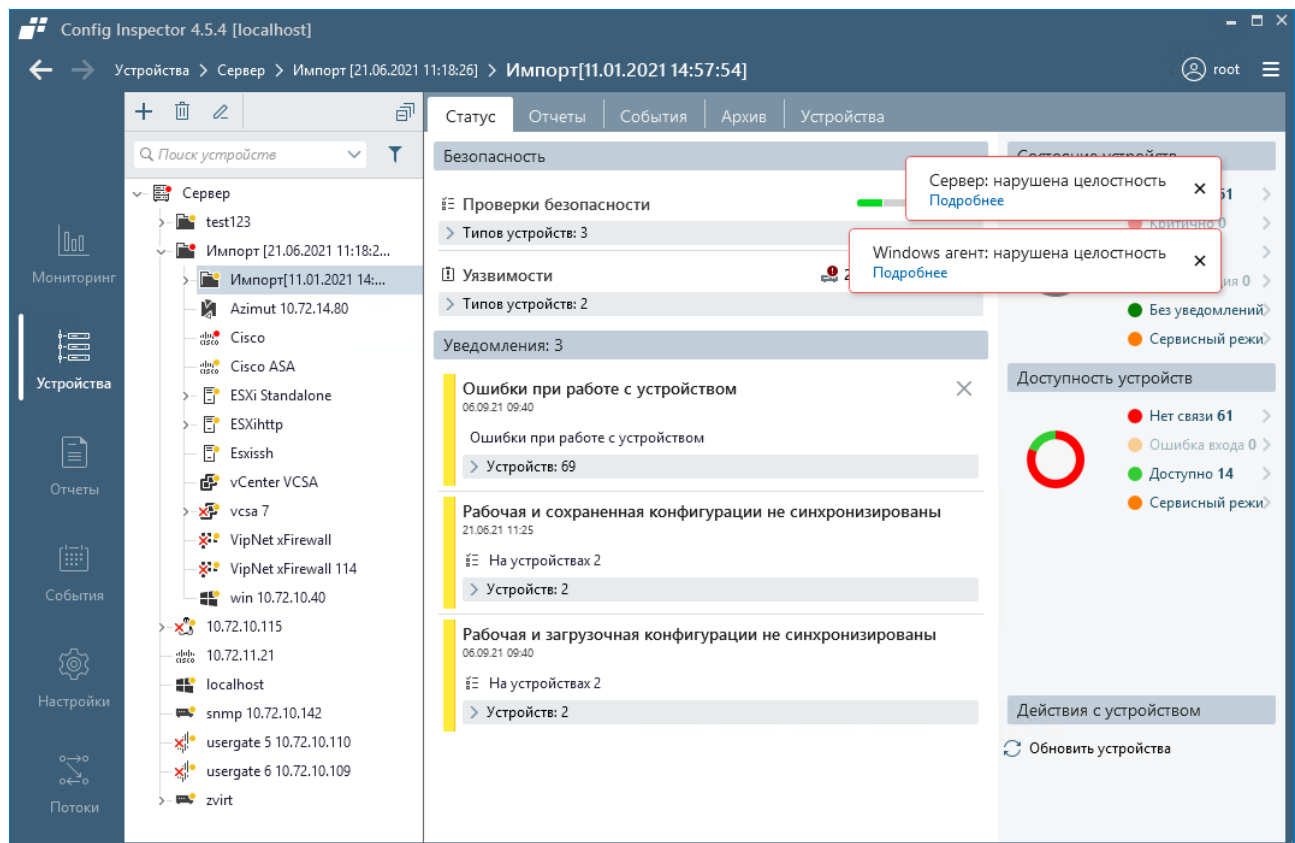 Config Inspector 4.5.4 [localhost]
Устройства > Сервер > Импорт [21.06.2021 11:18:26] > Импорт[11.01.2021 14:57:54]
root
Мониторинг
Устройства
Отчеты
События
Настройки
Потоки
Поиск устройств
Сервер
test123
Импорт [21.06.2021 11:18:2...
Импорт[11.01.2021 14:...
Azimut 10.72.14.80
Cisco
Cisco ASA
ESXi Standalone
ESXihttp
Esxissh
vCenter VCSA
vcsa 7
VipNet xFirewall
VipNet xFirewall 114
win 10.72.10.40
10.72.10.115
10.72.11.21
localhost
snmp 10.72.10.142
usergate 5 10.72.10.110
usergate 6 10.72.10.109
zvirt
Статус Отчеты События Архив Устройства
Безопасность
Проверки безопасности
Типов устройств: 3
Уязвимости
Типов устройств: 2
Уведомления: 3
Ошибки при работе с устройством
06.09.21 09:40
Ошибки при работе с устройством
Устройств: 69
Рабочая и сохраненная конфигурации не синхронизированы
21.06.21 11:25
На устройствах 2
Устройств: 2
Рабочая и загрузочная конфигурации не синхронизированы
06.09.21 09:40
На устройствах 2
Устройств: 2
Сервер: нарушена целостность
Подробнее
Windows агент: нарушена целостность
Подробнее
Состояние устройств
Критично 0
Без уведомлений
Сервисный режи
Доступность устройств
Нет связи 61
Ошибка входа 0
Доступно 14
Сервисный режи
Действия с устройством
Обновить устройства